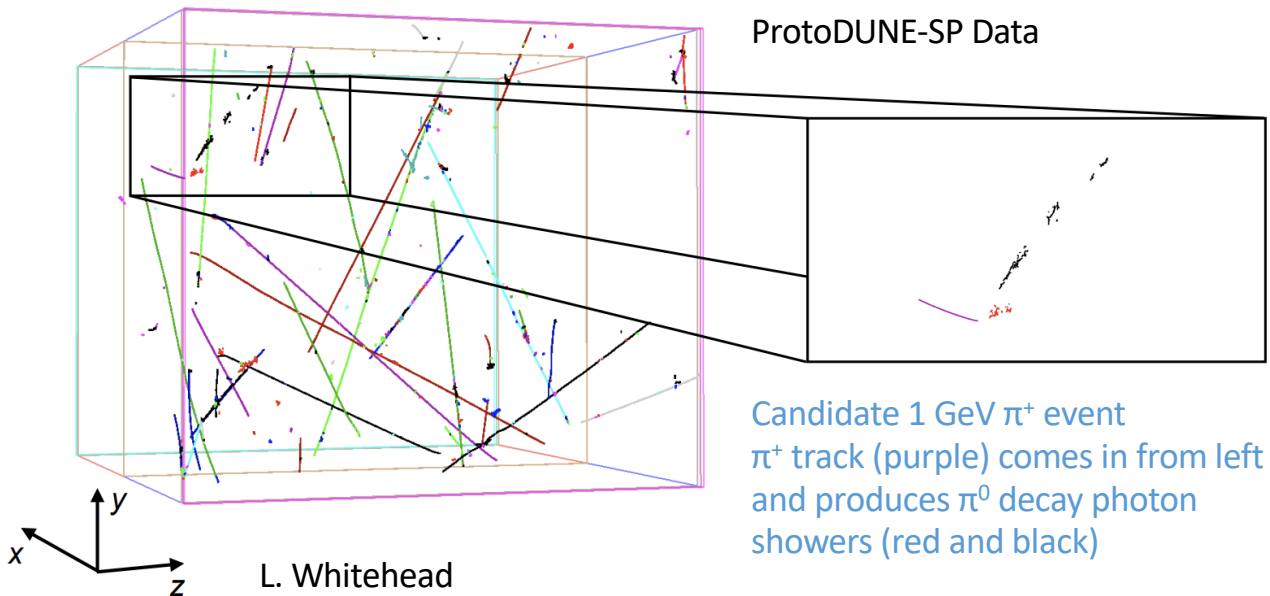 ProtoDUNE-SP Data
Candidate 1 GeV π⁺ event
π⁺ track (purple) comes in from left
and produces π⁰ decay photon
showers (red and black)
y
x
z
L. Whitehead